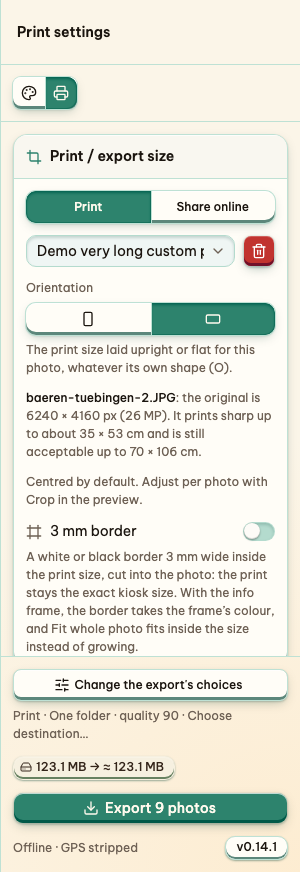 Print settings
Print / export size
Print
Share online
Demo very long custom p
Orientation
The print size laid upright or flat for this
photo, whatever its own shape (O).
baeren-tuebingen-2.JPG: the original is
6240 × 4160 px (26 MP). It prints sharp up
to about 35 × 53 cm and is still
acceptable up to 70 × 106 cm.
Centred by default. Adjust per photo with
Crop in the preview.
3 mm border
A white or black border 3 mm wide inside
the print size, cut into the photo: the print
stays the exact kiosk size. With the info
frame, the border takes the frame's colour,
and Fit whole photo fits inside the size
instead of growing.
Change the export's choices
Print · One folder · quality 90 · Choose
destination…
123.1 MB → ≈ 123.1 MB
Export 9 photos
Offline · GPS stripped
v0.14.1